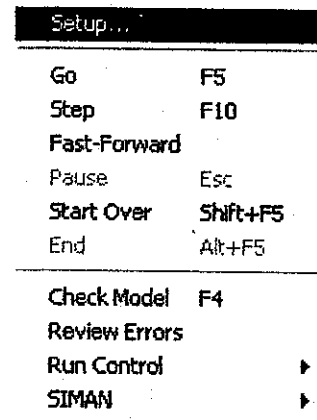 Setup...
Go F5
Step F10
Fast-Forward
Pause Esc
Start Over Shift+F5
End Alt+F5
Check Model F4
Review Errors
Run Control
SIMAN